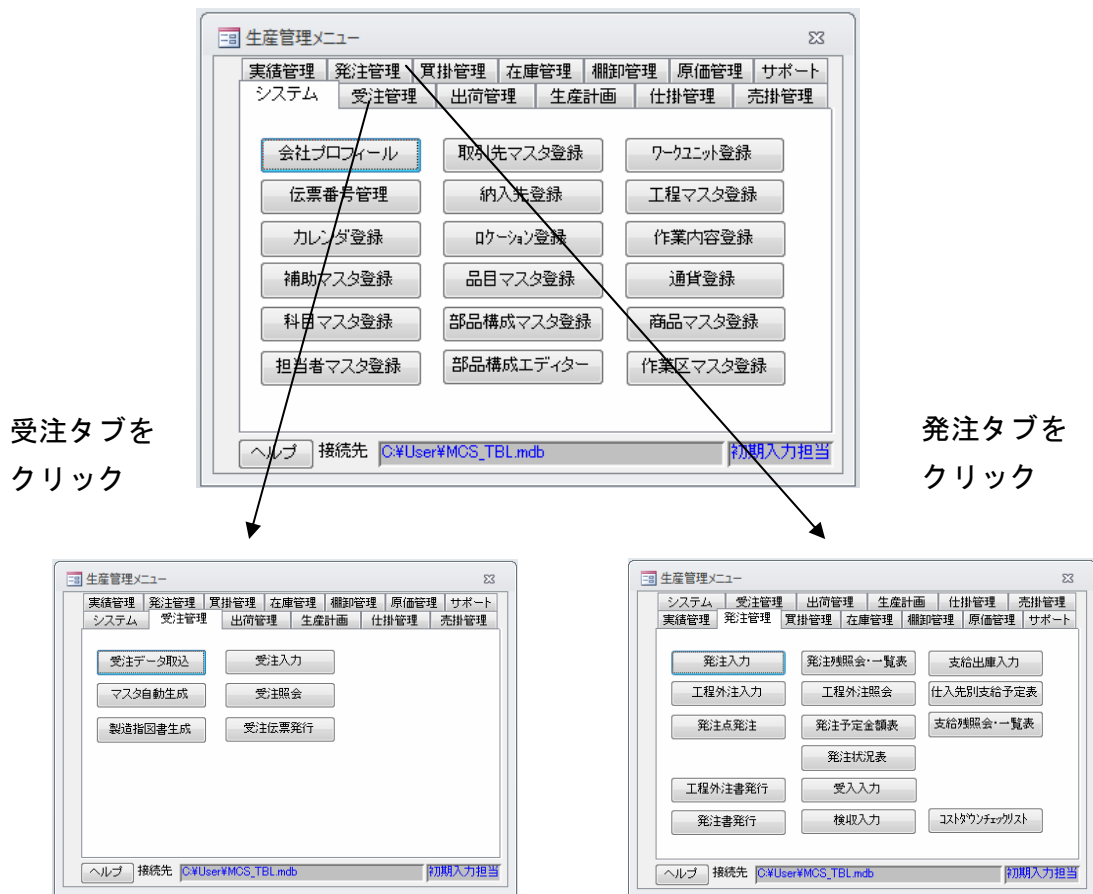 生産管理メニュー
実績管理 発注管理 買掛管理 在庫管理 棚卸管理 原価管理 サポート
システム 受注管理 出荷管理 生産計画 仕掛管理 売掛管理
会社プロフィール 取引先マスタ登録 ワークユニット登録
伝票番号管理 納入先登録 工程マスタ登録
カレンダ登録 ロケーション登録 作業内容登録
補助マスタ登録 品目マスタ登録 通貨登録
科目マスタ登録 部品構成マスタ登録 商品マスタ登録
担当者マスタ登録 部品構成エディター 作業区マスタ登録
ヘルプ 接続先 C:¥User¥MCS_TBL.mdb 初期入力担当
受注タブを
クリック
発注タブを
クリック
生産管理メニュー
実績管理 発注管理 買掛管理 在庫管理 棚卸管理 原価管理 サポート
システム 受注管理 出荷管理 生産計画 仕掛管理 売掛管理
受注データ取込 受注入力
マスタ自動生成 受注照会
製造指図書生成 受注伝票発行
ヘルプ 接続先 C:¥User¥MCS_TBL.mdb 初期入力担当
生産管理メニュー
システム 受注管理 出荷管理 生産計画 仕掛管理 売掛管理
実績管理 発注管理 買掛管理 在庫管理 棚卸管理 原価管理 サポート
発注入力 発注残照会・一覧表 支給出庫入力
工程外注入力 工程外注照会 仕入先別支給予定表
発注点発注 発注予定金額表 支給残照会・一覧表
発注状況表
工程外注書発行 受入入力
発注書発行 検収入力 コストダウンチェックリスト
ヘルプ 接続先 C:¥User¥MCS_TBL.mdb 初期入力担当